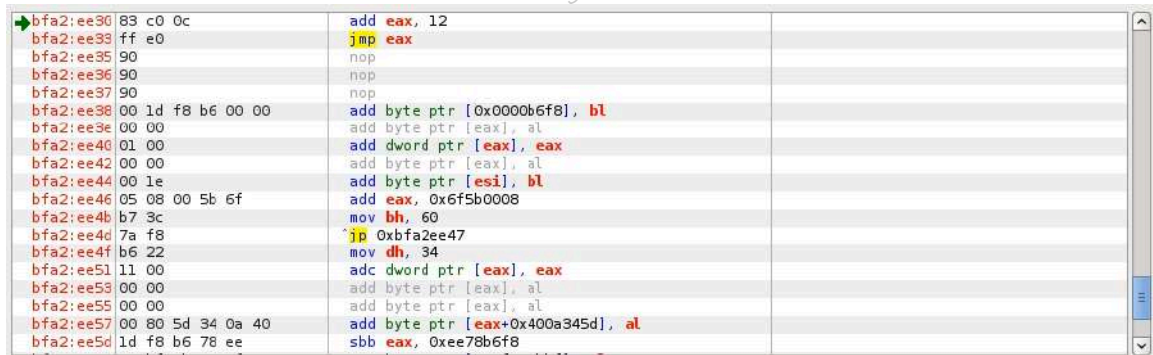 bfa2:ee30 83 c0 0c add eax, 12
bfa2:ee33 ff e0 jmp eax
bfa2:ee35 90 nop
bfa2:ee36 90 nop
bfa2:ee37 90 nop
bfa2:ee38 00 1d f8 b6 00 00 add byte ptr [0x0000b6f8], bl
bfa2:ee3e 00 00 add byte ptr [eax], al
bfa2:ee40 01 00 add dword ptr [eax], eax
bfa2:ee42 00 00 add byte ptr [eax], al
bfa2:ee44 00 1e add byte ptr [esi], bl
bfa2:ee46 05 08 00 5b 6f add eax, 0x6f5b0008
bfa2:ee4b b7 3c mov bh, 60
bfa2:ee4d 7a f8 ^jp 0xbfa2ee47
bfa2:ee4f b6 22 mov dh, 34
bfa2:ee51 11 00 adc dword ptr [eax], eax
bfa2:ee53 00 00 add byte ptr [eax], al
bfa2:ee55 00 00 add byte ptr [eax], al
bfa2:ee57 00 80 5d 34 0a 40 add byte ptr [eax+0x400a345d], al
bfa2:ee5d 1d f8 b6 78 ee sbb eax, 0xee78b6f8